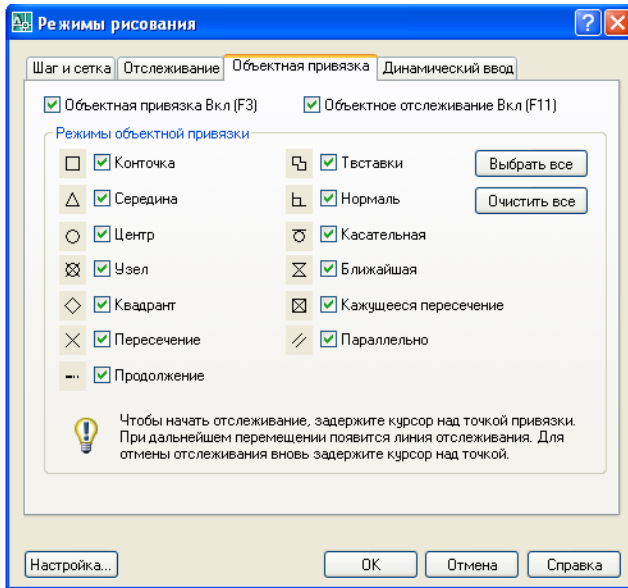 Режимы рисования
Шаг и сетка Отслеживание Объектная привязка Динамический ввод
Объектная привязка Вкл (F3) Объектное отслеживание Вкл (F11)
Режимы объектной привязки
Конточка Твставки Выбрать все
Середина Нормаль Очистить все
Центр Касательная
Узел Ближайшая
Квадрант Кажущееся пересечение
Пересечение Параллельно
Продолжение
Чтобы начать отслеживание, задержите курсор над точкой привязки.
При дальнейшем перемещении появится линия отслеживания. Для
отмены отслеживания вновь задержите курсор над точкой.
Настройка... OK Отмена Справка